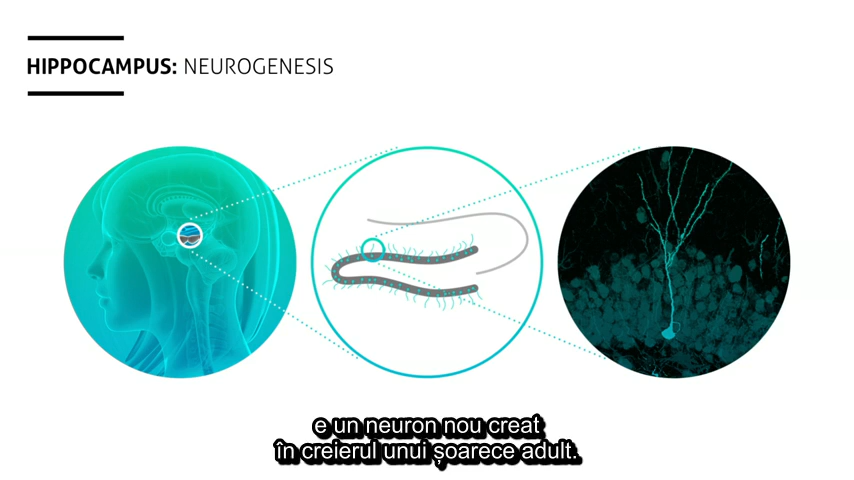 HIPPOCAMPUS: NEUROGENESIS
e un neuron nou creat
în creierul unui șoarece adult.